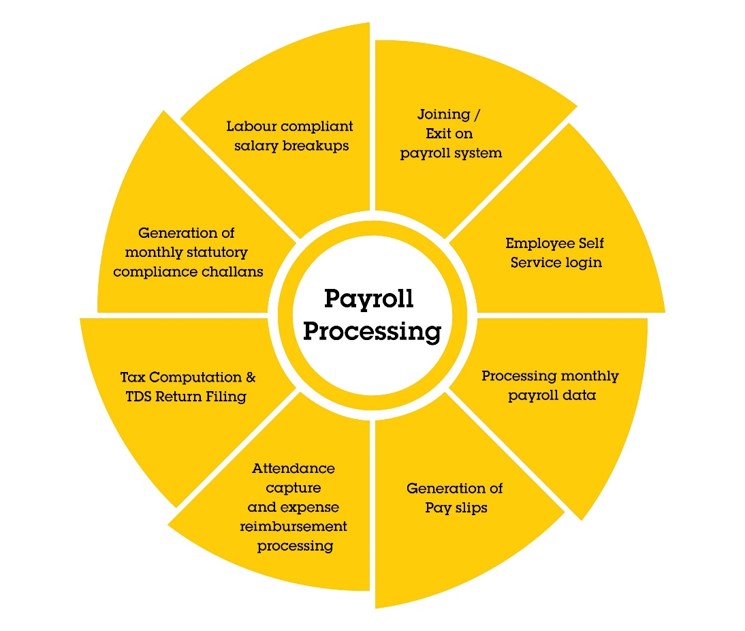 Payroll
Processing
Joining /
Exit on
payroll system
Employee Self
Service login
Processing monthly
payroll data
Generation of
Pay slips
Attendance
capture
and expense
reimbursement
processing
Tax Computation &
TDS Return Filing
Generation of
monthly statutory
compliance challans
Labour compliant
salary breakups